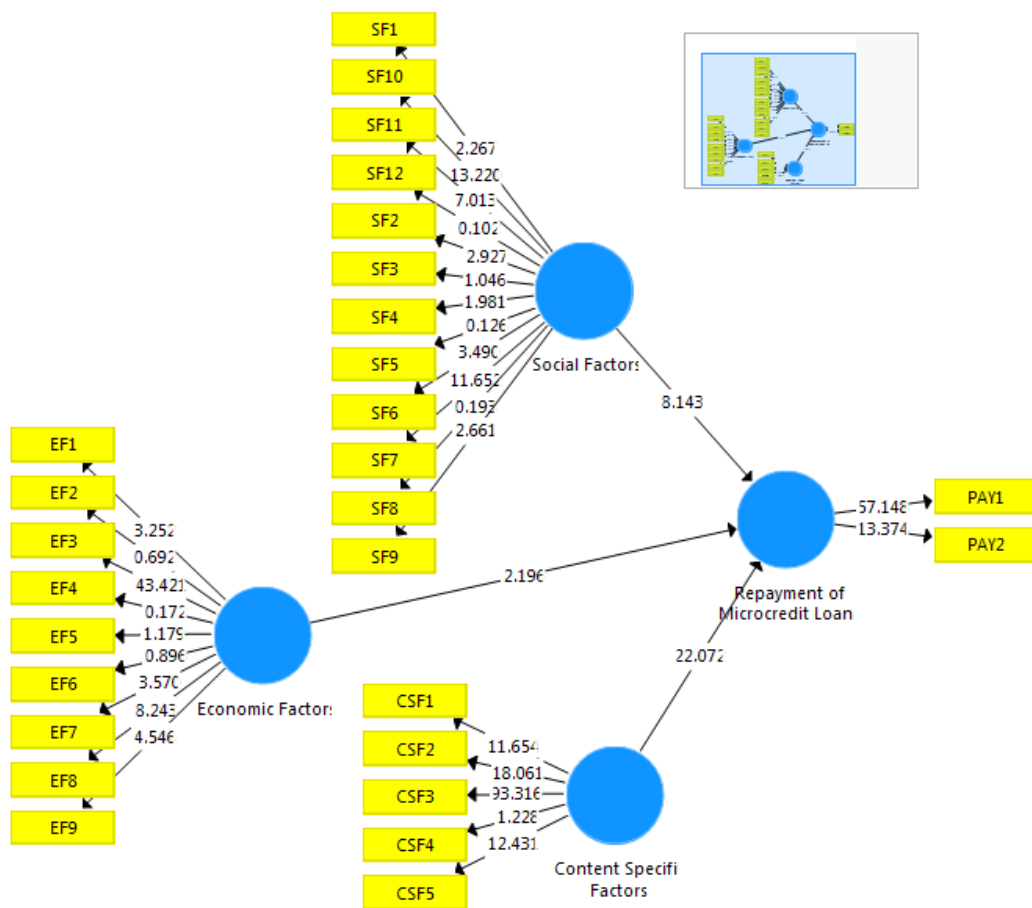 SF1
SF10
SF11
SF12
SF2
SF3
SF4
SF5
SF6
SF7
SF8
SF9
2.267
13.220
7.013
0.102
2.927
1.046
1.981
0.126
3.490
11.652
0.193
2.661
Social Factors
8.143
EF1
EF2
EF3
EF4
EF5
EF6
EF7
EF8
EF9
3.252
0.692
43.421
0.172
1.179
0.896
3.570
8.243
4.546
Economic Factors
2.196
PAY1
PAY2
57.148
13.374
Repayment of
Microcredit Loan
22.072
CSF1
CSF2
CSF3
CSF4
CSF5
11.654
18.061
93.316
1.228
12.431
Content Specifi
Factors